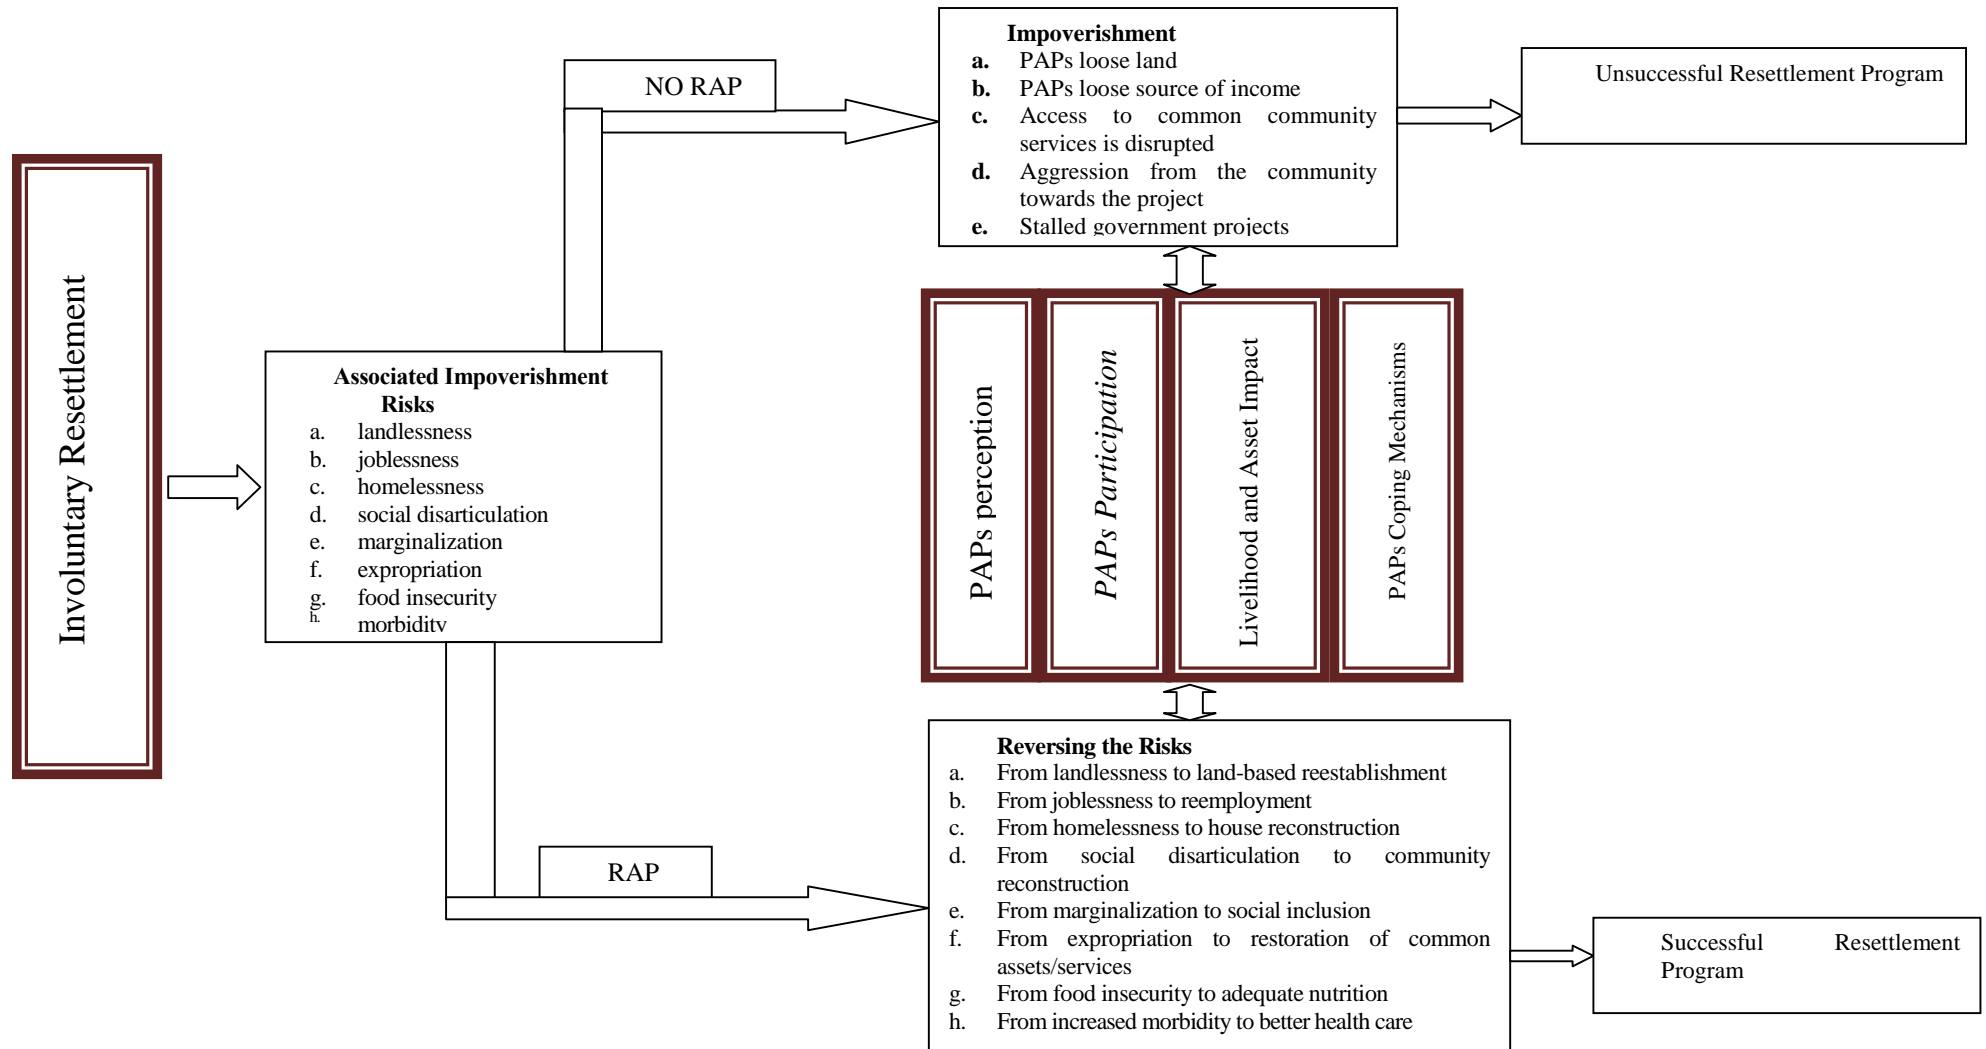 Involuntary Resettlement
Associated Impoverishment
Risks
a. landlessness
b. joblessness
c. homelessness
d. social disarticulation
e. marginalization
f. expropriation
g. food insecurity
h. morbidity
NO RAP
Impoverishment
a. PAPs loose land
b. PAPs loose source of income
c. Access to common community
services is disrupted
d. Aggression from the community
towards the project
e. Stalled government projects
Unsuccessful Resettlement Program
PAPs perception
PAPs Participation
Livelihood and Asset Impact
PAPs Coping Mechanisms
RAP
Reversing the Risks
a. From landlessness to land-based reestablishment
b. From joblessness to reemployment
c. From homelessness to house reconstruction
d. From social disarticulation to community
reconstruction
e. From marginalization to social inclusion
f. From expropriation to restoration of common
assets/services
g. From food insecurity to adequate nutrition
h. From increased morbidity to better health care
Successful Resettlement
Program